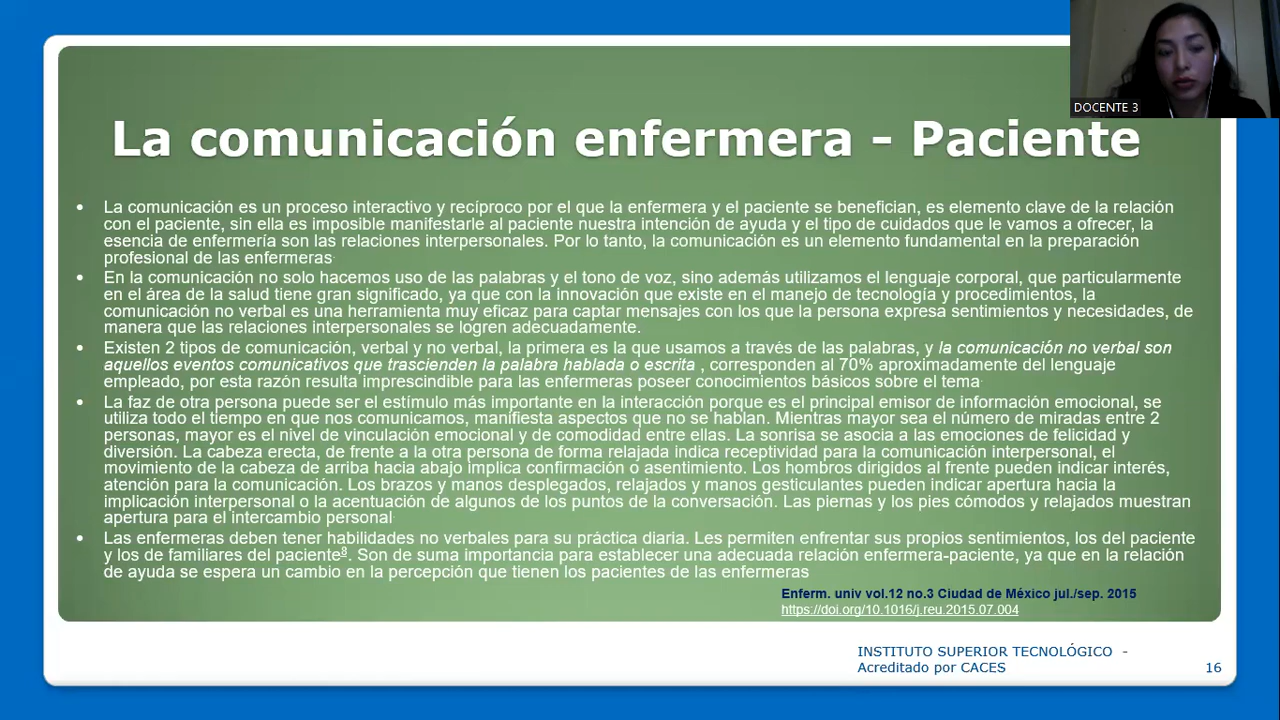 DOCENTE 3
La comunicación enfermera - Paciente
• La comunicación es un proceso interactivo y recíproco por el que la enfermera y el paciente se benefician, es elemento clave de la relación
con el paciente, sin ella es imposible manifestarle al paciente nuestra intención de ayuda y el tipo de cuidados que le vamos a ofrecer, la
esencia de enfermería son las relaciones interpersonales. Por lo tanto, la comunicación es un elemento fundamental en la preparación
profesional de las enfermeras
• En la comunicación no solo hacemos uso de las palabras y el tono de voz, sino además utilizamos el lenguaje corporal, que particularmente
en el área de la salud tiene gran significado, ya que con la innovación que existe en el manejo de tecnología y procedimientos, la
comunicación no verbal es una herramienta muy eficaz para captar mensajes con los que la persona expresa sentimientos y necesidades, de
manera que las relaciones interpersonales se logren adecuadamente.
• Existen 2 tipos de comunicación, verbal y no verbal, la primera es la que usamos a través de las palabras, y la comunicación no verbal son
aquellos eventos comunicativos que trascienden la palabra hablada o escrita , corresponden al 70% aproximadamente del lenguaje
empleado, por esta razón resulta imprescindible para las enfermeras poseer conocimientos básicos sobre el tema
• La faz de otra persona puede ser el estímulo más importante en la interacción porque es el principal emisor de información emocional, se
utiliza todo el tiempo en que nos comunicamos, manifiesta aspectos que no se hablan. Mientras mayor sea el número de miradas entre 2
personas, mayor es el nivel de vinculación emocional y de comodidad entre ellas. La sonrisa se asocia a las emociones de felicidad y
diversión. La cabeza erecta, de frente a la otra persona de forma relajada indica receptividad para la comunicación interpersonal, el
movimiento de la cabeza de arriba hacia abajo implica confirmación o asentimiento. Los hombros dirigidos al frente pueden indicar interés,
atención para la comunicación. Los brazos y manos desplegados, relajados y manos gesticulantes pueden indicar apertura hacia la
implicación interpersonal o la acentuación de algunos de los puntos de la conversación. Las piernas y los pies cómodos y relajados muestran
apertura para el intercambio personal
• Las enfermeras deben tener habilidades no verbales para su práctica diaria. Les permiten enfrentar sus propios sentimientos, los del paciente
y los de familiares del paciente8. Son de suma importancia para establecer una adecuada relación enfermera-paciente, ya que en la relación
de ayuda se espera un cambio en la percepción que tienen los pacientes de las enfermeras
Enferm. univ vol.12 no.3 Ciudad de México jul./sep. 2015
https://doi.org/10.1016/j.reu.2015.07.004
INSTITUTO SUPERIOR TECNOLÓGICO -
Acreditado por CACES
16